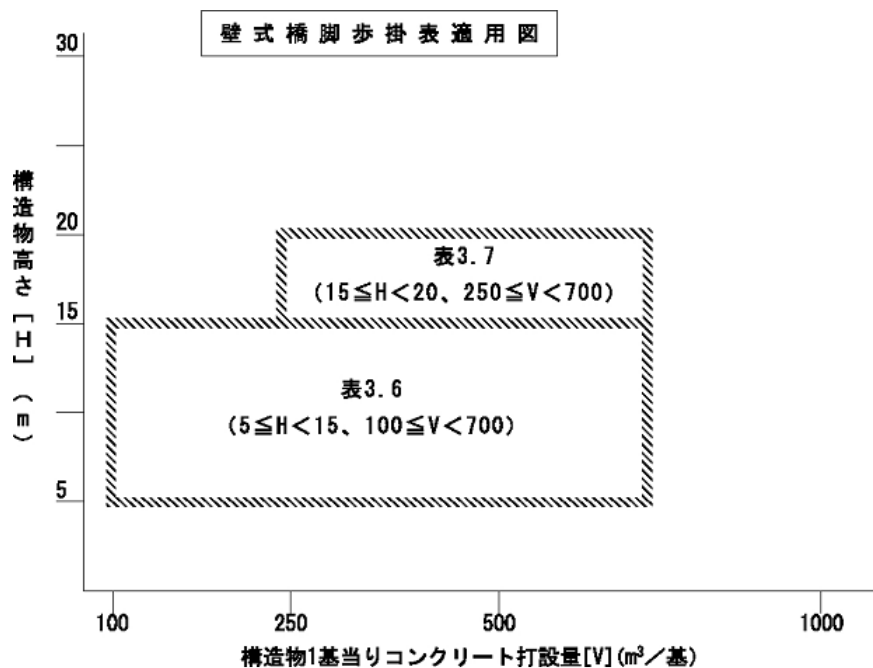 壁式橋脚歩掛表適用図
30
20
15
5
構造物高さ[H] (m)
表3.7
(15≦H<20、250≦V<700)
表3.6
(5≦H<15、100≦V<700)
100 250 500 1000
構造物1基当りコンクリート打設量[V](m³/基)